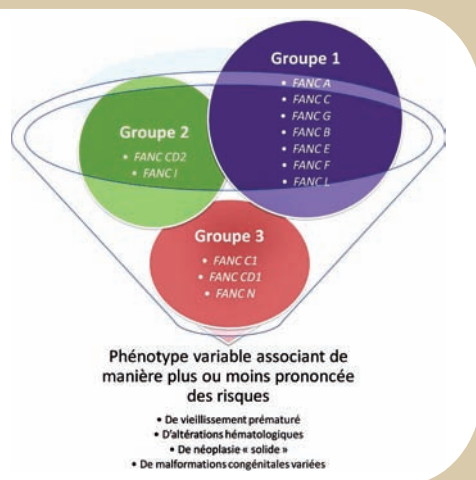 Groupe 1
• FANC A
• FANC C
• FANC G
• FANC B
• FANC E
• FANC F
• FANC L
Groupe 2
• FANC CD2
• FANC I
Groupe 3
• FANC C1
• FANC CD1
• FANC N
Phénotype variable associant de
manière plus ou moins prononcée
des risques
• De vieillissement prématuré
• D'altérations hématologiques
• De néoplasie « solide »
• De malformations congénitales variées